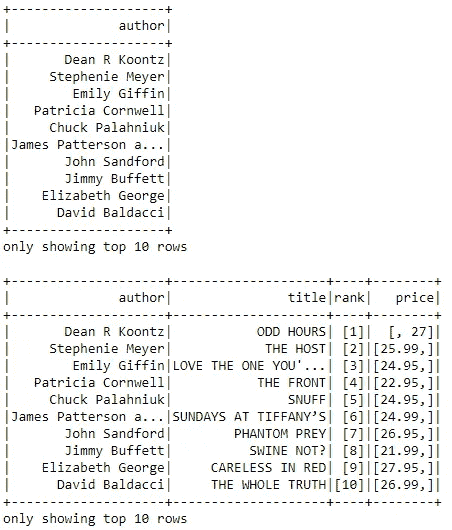 +--------------------+
|              author|
+--------------------+
|       Dean R Koontz|
|     Stephenie Meyer|
|        Emily Giffin|
|   Patricia Cornwell|
|     Chuck Palahniuk|
|James Patterson a...|
|       John Sandford|
|       Jimmy Buffett|
|    Elizabeth George|
|      David Baldacci|
+--------------------+
only showing top 10 rows
+--------------------+--------------------+----+--------+
|              author|               title|rank|   price|
+--------------------+--------------------+----+--------+
|       Dean R Koontz|           ODD HOURS| [1]|  [, 27]|
|     Stephenie Meyer|            THE HOST| [2]|[25.99,]|
|        Emily Giffin|LOVE THE ONE YOU'...| [3]|[24.95,]|
|   Patricia Cornwell|           THE FRONT| [4]|[22.95,]|
|     Chuck Palahniuk|               SNUFF| [5]|[24.95,]|
|James Patterson a...|SUNDAYS AT TIFFANY’S| [6]|[24.99,]|
|       John Sandford|        PHANTOM PREY| [7]|[26.95,]|
|       Jimmy Buffett|          SWINE NOT?| [8]|[21.99,]|
|    Elizabeth George|     CARELESS IN RED| [9]|[27.95,]|
|      David Baldacci|     THE WHOLE TRUTH|[10]|[26.99,]|
+--------------------+--------------------+----+--------+
only showing top 10 rows